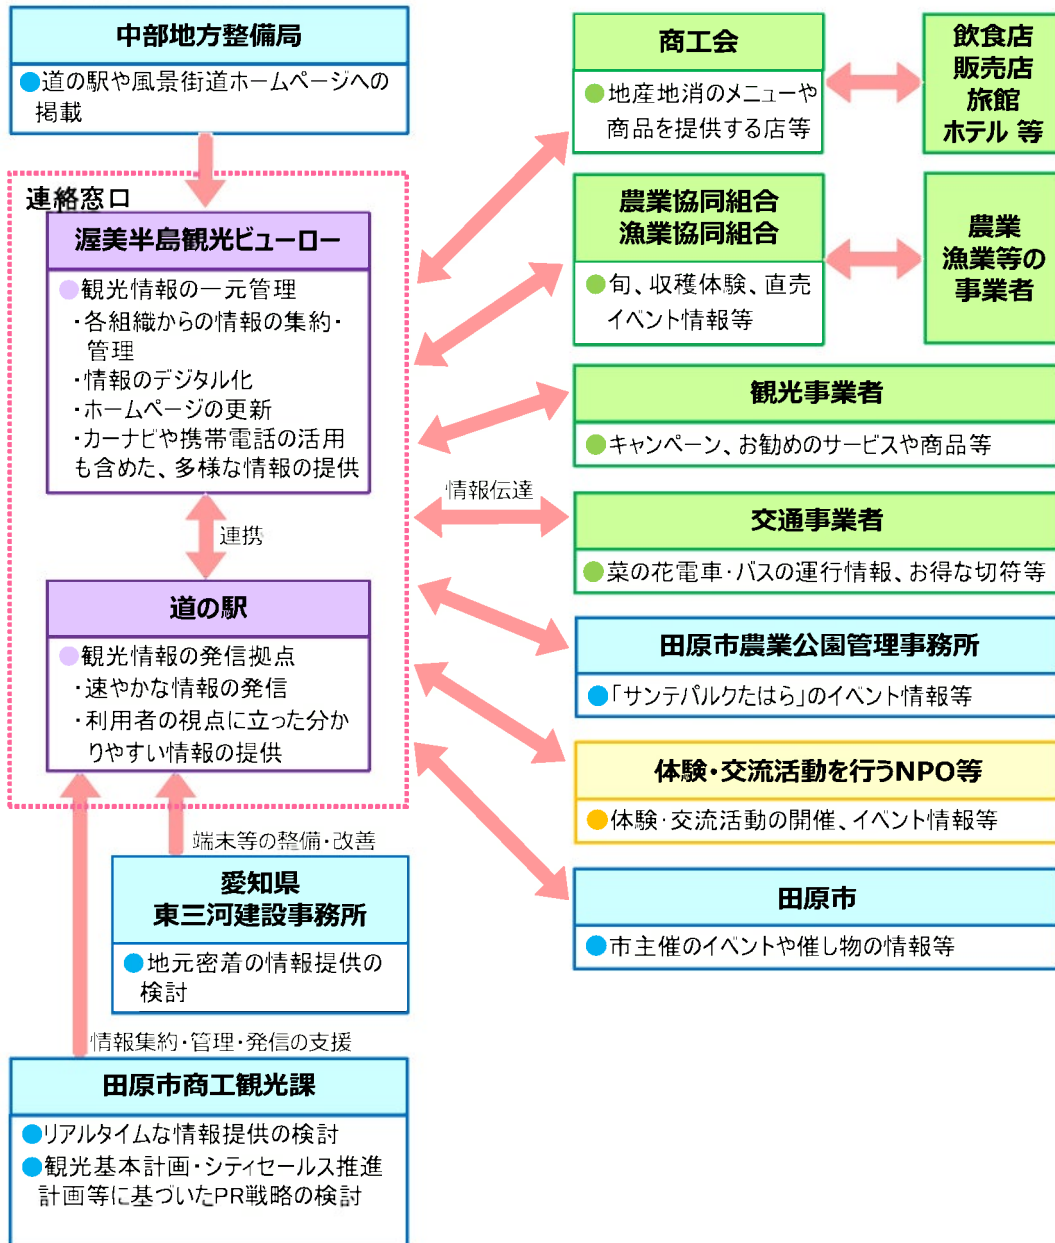 中部地方整備局
●道の駅や風景街道ホームページへの
掲載
連絡窓口
渥美半島観光ビューロー
●観光情報の一元管理
・各組織からの情報の集約・
管理
・情報のデジタル化
・ホームページの更新
・カーナビや携帯電話の活用
も含めた、多様な情報の提供
連携
道の駅
●観光情報の発信拠点
・速やかな情報の発信
・利用者の視点に立った分か
りやすい情報の提供
端末等の整備・改善
愛知県
東三河建設事務所
●地元密着の情報提供の
検討
情報集約・管理・発信の支援
田原市商工観光課
●リアルタイムな情報提供の検討
●観光基本計画・シティセールス推進
計画等に基づいたPR戦略の検討
情報伝達
商工会
●地産地消のメニューや
商品を提供する店等
飲食店
販売店
旅館
ホテル 等
農業協同組合
漁業協同組合
●旬、収穫体験、直売
イベント情報等
農業
漁業等の
事業者
観光事業者
●キャンペーン、お勧めのサービスや商品等
交通事業者
●菜の花電車・バスの運行情報、お得な切符等
田原市農業公園管理事務所
●「サンテパルクたはら」のイベント情報等
体験・交流活動を行うNPO等
●体験・交流活動の開催、イベント情報等
田原市
●市主催のイベントや催し物の情報等